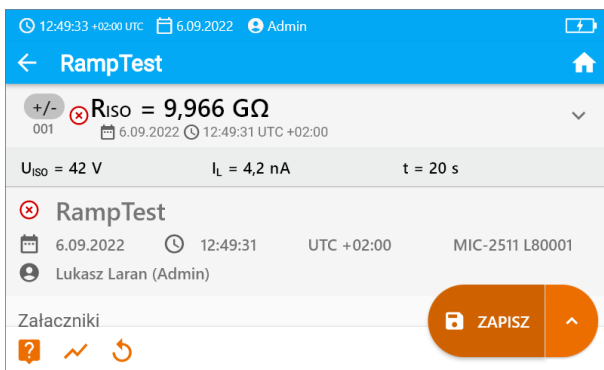 12:49:33 +02:00 UTC 6.09.2022 Admin
RampTest
+/- RISO = 9,966 GΩ
001 6.09.2022 12:49:31 UTC +02:00
UISO = 42 V IL = 4,2 nA t = 20 s
RampTest
6.09.2022 12:49:31 UTC +02:00 MIC-2511 L80001
Lukasz Laran (Admin)
Załaczniki
ZAPISZ